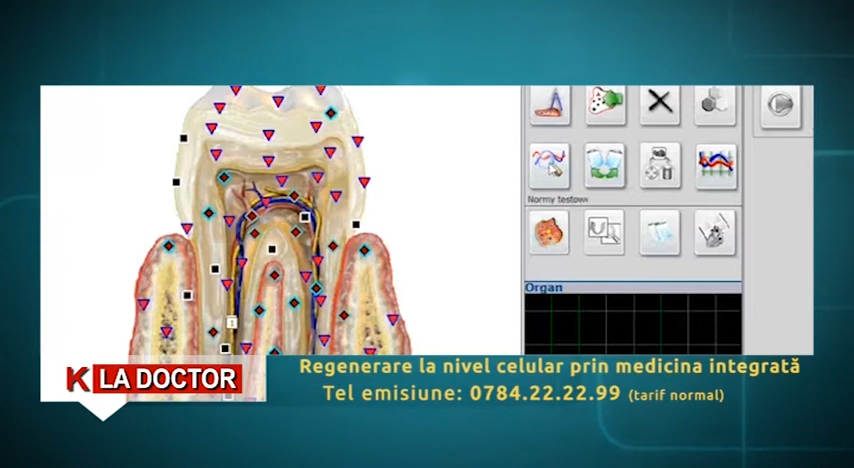 Normy testowe
Organ
K LA DOCTOR
Regenerare la nivel celular prin medicina integrată
Tel emisiune: 0784.22.22.99 (tarif normal)